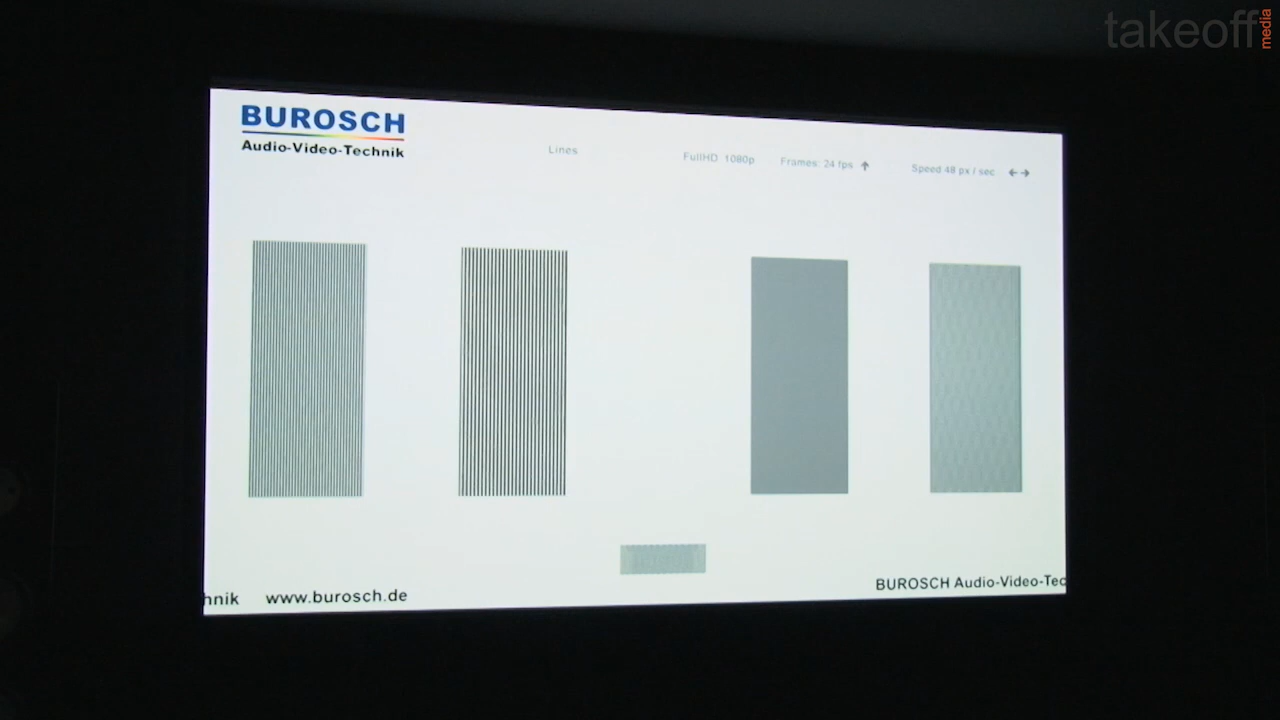 takeoff media
BUROSCH
Audio-Video-Technik
Lines
FullHD 1080p
Frames: 24 fps ↑
Speed 48 px / sec ←→
hnik www.burosch.de
BUROSCH Audio-Video-Tec